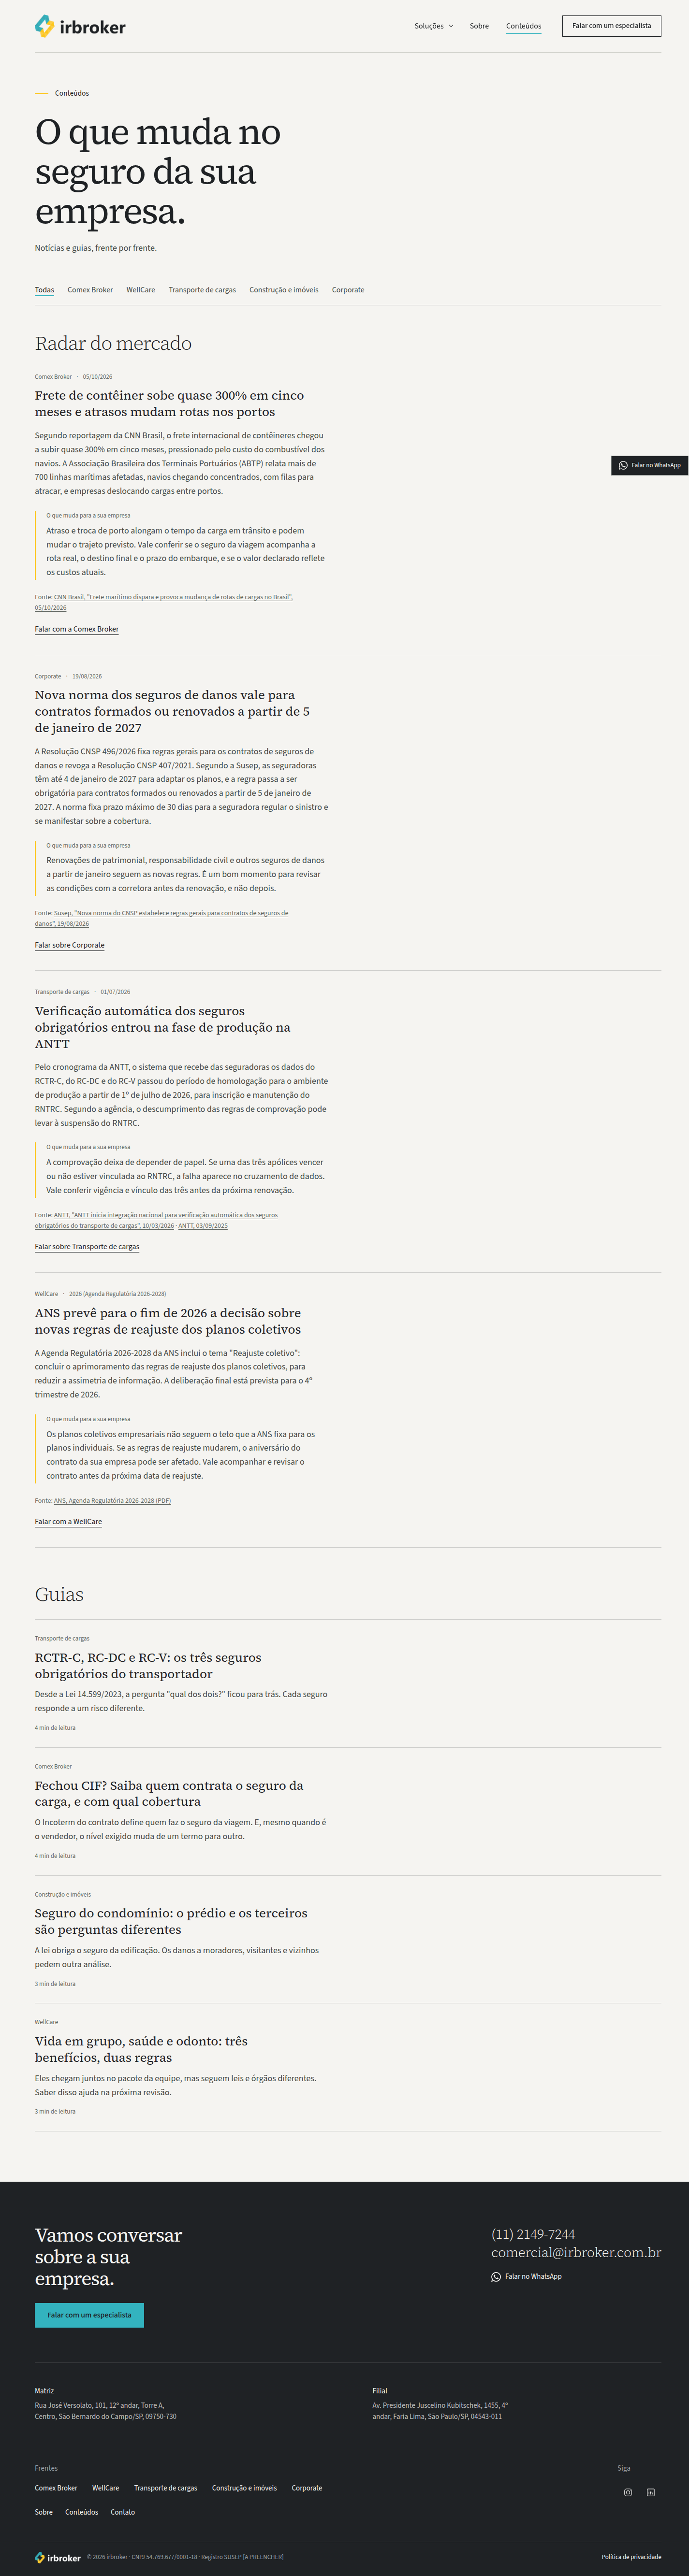 irbroker
Soluções
Sobre
Conteúdos
Falar com um especialista
Conteúdos
O que muda no
seguro da sua
empresa.
Notícias e guias, frente por frente.
Todas
Comex Broker
WellCare
Transporte de cargas
Construção e imóveis
Corporate
Radar do mercado
Comex Broker · 05/10/2026
Frete de contêiner sobe quase 300% em cinco
meses e atrasos mudam rotas nos portos
Segundo reportagem da CNN Brasil, o frete internacional de contêineres chegou
a subir quase 300% em cinco meses, pressionado pelo custo do combustível dos
navios. A Associação Brasileira dos Terminais Portuários (ABTP) relata mais de
700 linhas marítimas afetadas, navios chegando concentrados, com filas para
atracar, e empresas deslocando cargas entre portos.
O que muda para a sua empresa
Atraso e troca de porto alongam o tempo da carga em trânsito e podem
mudar o trajeto previsto. Vale conferir se o seguro da viagem acompanha a
rota real, o destino final e o prazo do embarque, e se o valor declarado reflete
os custos atuais.
Fonte: CNN Brasil, "Frete marítimo dispara e provoca mudança de rotas de cargas no Brasil",
05/10/2026
Falar com a Comex Broker
Falar no WhatsApp
Corporate · 19/08/2026
Nova norma dos seguros de danos vale para
contratos formados ou renovados a partir de 5
de janeiro de 2027
A Resolução CNSP 496/2026 fixa regras gerais para os contratos de seguros de
danos e revoga a Resolução CNSP 407/2021. Segundo a Susep, as seguradoras
têm até 4 de janeiro de 2027 para adaptar os planos, e a regra passa a ser
obrigatória para contratos formados ou renovados a partir de 5 de janeiro de
2027. A norma fixa prazo máximo de 30 dias para a seguradora regular o sinistro e
se manifestar sobre a cobertura.
O que muda para a sua empresa
Renovações de patrimonial, responsabilidade civil e outros seguros de danos
a partir de janeiro seguem as novas regras. É um bom momento para revisar
as condições com a corretora antes da renovação, e não depois.
Fonte: Susep, "Nova norma do CNSP estabelece regras gerais para contratos de seguros de
danos", 19/08/2026
Falar sobre Corporate
Transporte de cargas · 01/07/2026
Verificação automática dos seguros
obrigatórios entrou na fase de produção na
ANTT
Pelo cronograma da ANTT, o sistema que recebe das seguradoras os dados do
RCTR-C, do RC-DC e do RC-V passou do período de homologação para o ambiente
de produção a partir de 1º de julho de 2026, para inscrição e manutenção do
RNTRC. Segundo a agência, o descumprimento das regras de comprovação pode
levar à suspensão do RNTRC.
O que muda para a sua empresa
A comprovação deixa de depender de papel. Se uma das três apólices vencer
ou não estiver vinculada ao RNTRC, a falha aparece no cruzamento de dados.
Vale conferir vigência e vínculo das três antes da próxima renovação.
Fonte: ANTT, "ANTT inicia integração nacional para verificação automática dos seguros
obrigatórios do transporte de cargas", 10/03/2026 · ANTT, 03/09/2025
Falar sobre Transporte de cargas
WellCare · 2026 (Agenda Regulatória 2026-2028)
ANS prevê para o fim de 2026 a decisão sobre
novas regras de reajuste dos planos coletivos
A Agenda Regulatória 2026-2028 da ANS inclui o tema "Reajuste coletivo":
concluir o aprimoramento das regras de reajuste dos planos coletivos, para
reduzir a assimetria de informação. A deliberação final está prevista para o 4º
trimestre de 2026.
O que muda para a sua empresa
Os planos coletivos empresariais não seguem o teto que a ANS fixa para os
planos individuais. Se as regras de reajuste mudarem, o aniversário do
contrato da sua empresa pode ser afetado. Vale acompanhar e revisar o
contrato antes da próxima data de reajuste.
Fonte: ANS, Agenda Regulatória 2026-2028 (PDF)
Falar com a WellCare
Guias
Transporte de cargas
RCTR-C, RC-DC e RC-V: os três seguros
obrigatórios do transportador
Desde a Lei 14.599/2023, a pergunta "qual dos dois?" ficou para trás. Cada seguro
responde a um risco diferente.
4 min de leitura
Comex Broker
Fechou CIF? Saiba quem contrata o seguro da
carga, e com qual cobertura
O Incoterm do contrato define quem faz o seguro da viagem. E, mesmo quando é
o vendedor, o nível exigido muda de um termo para outro.
4 min de leitura
Construção e imóveis
Seguro do condomínio: o prédio e os terceiros
são perguntas diferentes
A lei obriga o seguro da edificação. Os danos a moradores, visitantes e vizinhos
pedem outra análise.
3 min de leitura
WellCare
Vida em grupo, saúde e odonto: três
benefícios, duas regras
Eles chegam juntos no pacote da equipe, mas seguem leis e órgãos diferentes.
Saber disso ajuda na próxima revisão.
3 min de leitura
Vamos conversar
sobre a sua
empresa.
Falar com um especialista
(11) 2149-7244
comercial@irbroker.com.br
Falar no WhatsApp
Matriz
Rua José Versolato, 101, 12º andar, Torre A,
Centro, São Bernardo do Campo/SP, 09750-730
Filial
Av. Presidente Juscelino Kubitschek, 1455, 4º
andar, Faria Lima, São Paulo/SP, 04543-011
Frentes
Comex Broker
WellCare
Transporte de cargas
Construção e imóveis
Corporate
Siga
Sobre
Conteúdos
Contato
irbroker
© 2026 irbroker · CNPJ 54.769.677/0001-16 · Registro SUSEP [A PREENCHER]
Política de privacidade